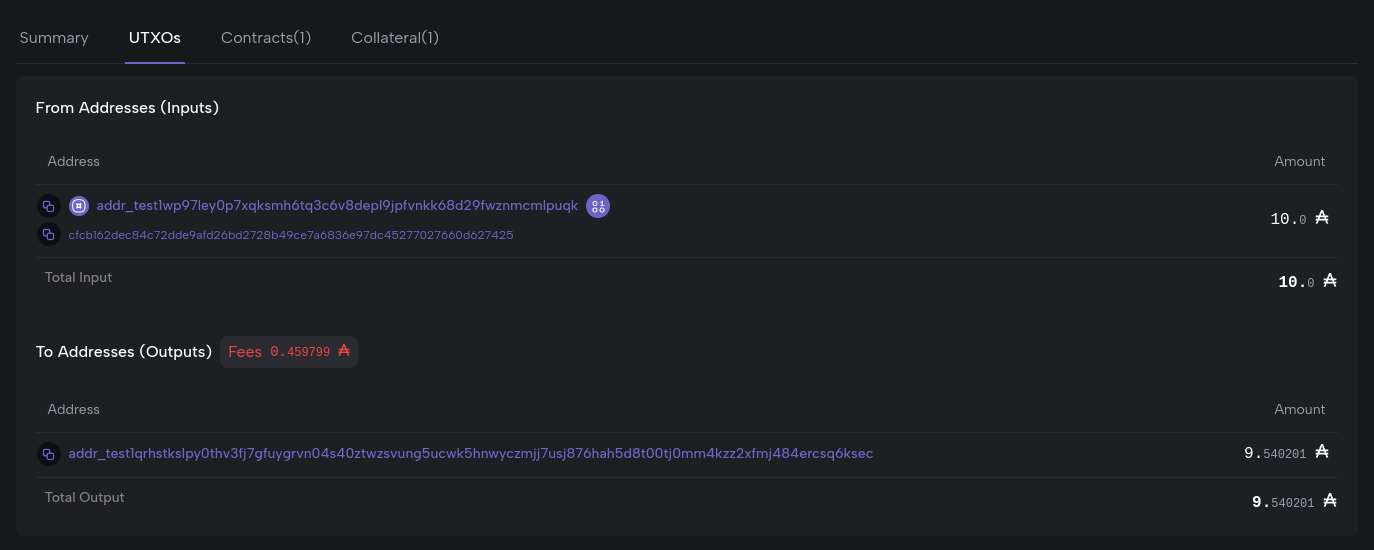 Summary UTXOs Contracts(1) Collateral(1)
From Addresses (Inputs)
Address Amount
addr_test1wp97ley0p7xqksmh6tq3c6v8depl9jpfvnkk68d29fwznmcmlpuqk 10.0 ₳
cfcb162dec84c72dde9afd26bd2728b49ce7a6836e97dc45277027660d627425
Total Input 10.0 ₳
To Addresses (Outputs) Fees 0.459799 ₳
Address Amount
addr_test1qrhstkslpy0thv3fj7gfuygrvn04s40ztwzsvung5ucwk5hnwyczmjj7usj876hah5d8t00tj0mm4kzz2xfmj484ercsq6ksec 9.540201 ₳
Total Output 9.540201 ₳